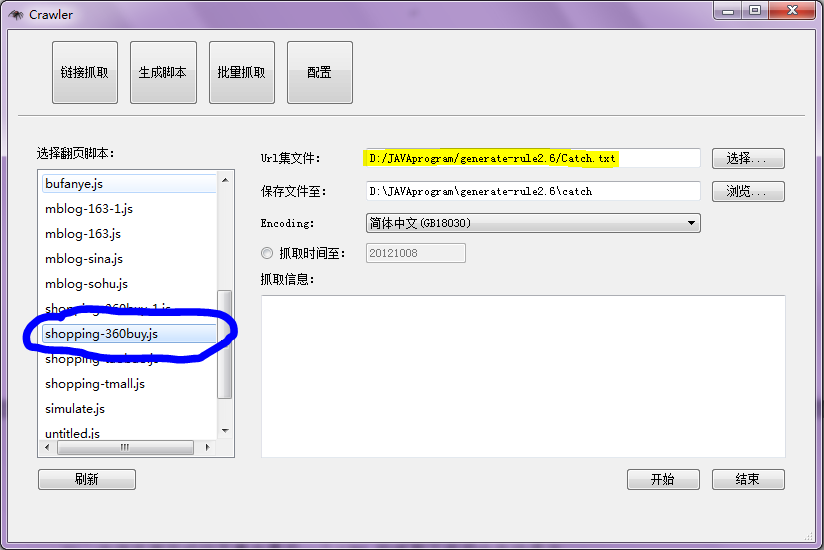 Crawler
链接抓取 生成脚本 批量抓取 配置
选择翻页脚本:
bufanye.js
mblog-163-1.js
mblog-163.js
mblog-sina.js
mblog-sohu.js
shopping-360buy-1.js
shopping-360buy.js
shopping-taobao.js
shopping-tmall.js
simulate.js
untitled.js
刷新
Url集文件: D:/JAVAprogram/generate-rule2.6/Catch.txt 选择...
保存文件至: D:\JAVAprogram\generate-rule2.6\catch 浏览...
Encoding: 简体中文(GB18030)
抓取时间至: 20121008
抓取信息:
开始 结束